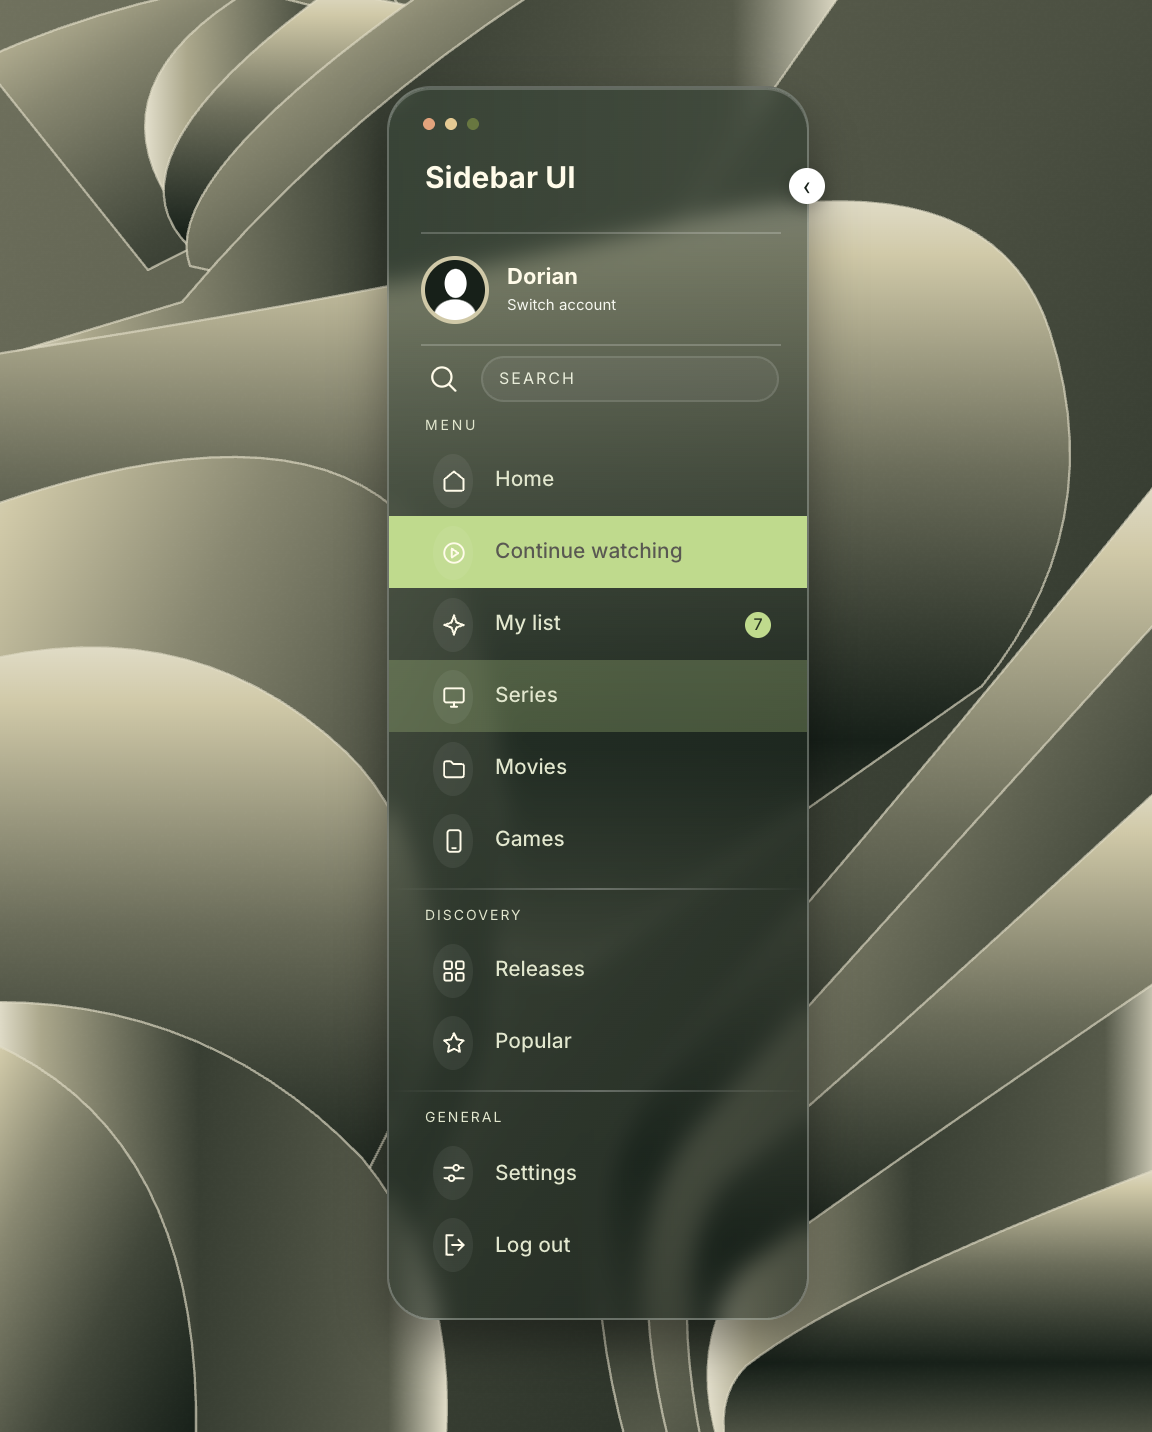 Sidebar UI
Dorian
Switch account
SEARCH
MENU
Home
Continue watching
My list 7
Series
Movies
Games
DISCOVERY
Releases
Popular
GENERAL
Settings
Log out